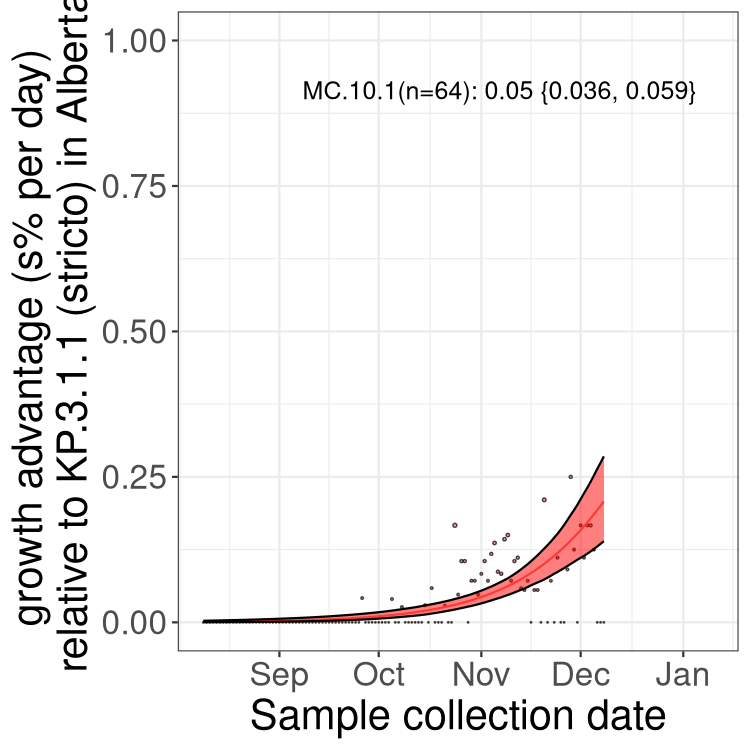 growth advantage (s% per day)
relative to KP.3.1.1 (stricto) in Alberta
1.00
0.75
0.50
0.25
0.00
MC.10.1(n=64): 0.05 {0.036, 0.059}
Sep Oct Nov Dec Jan
Sample collection date